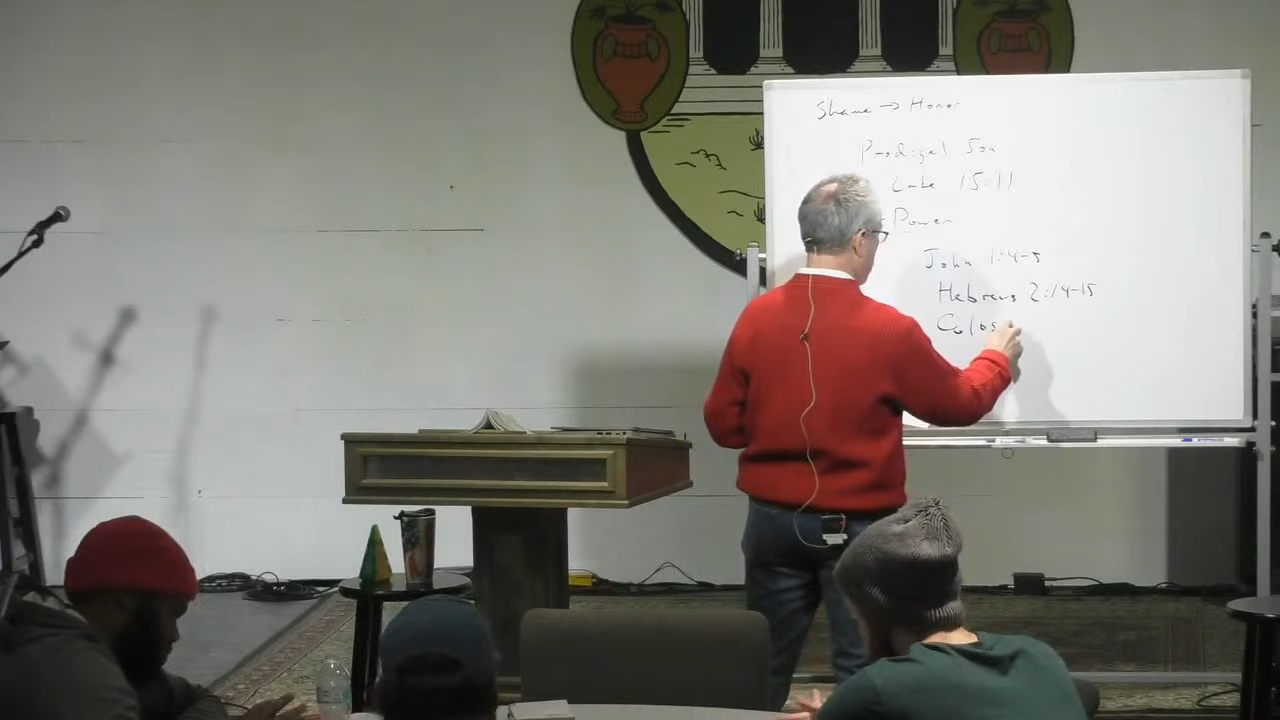 Shame → Honor
Prodigal Son
Luke 15:11
Power
John 1:4-5
Hebrews 2:14-15
Colos